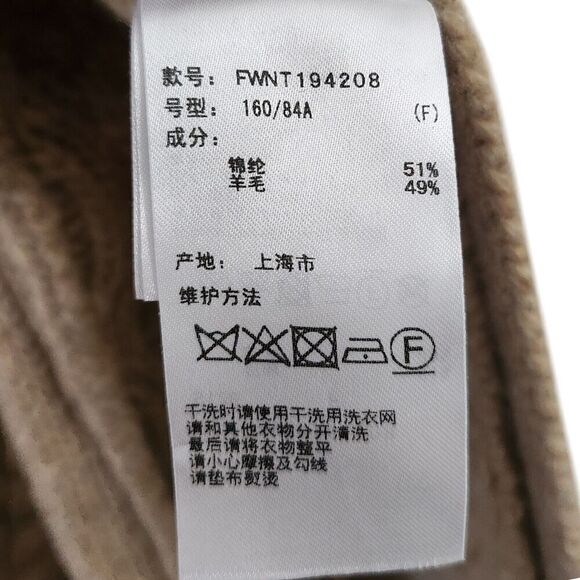 款号: FWNT194208
号型: 160/84A (F)
成分:
锦纶 51%
羊毛 49%
产地: 上海市
维护方法
F
干洗时请使用干洗用洗衣网
请和其他衣物分开清洗
最后请将衣物整平
请小心摩擦及勾线
请垫布熨烫